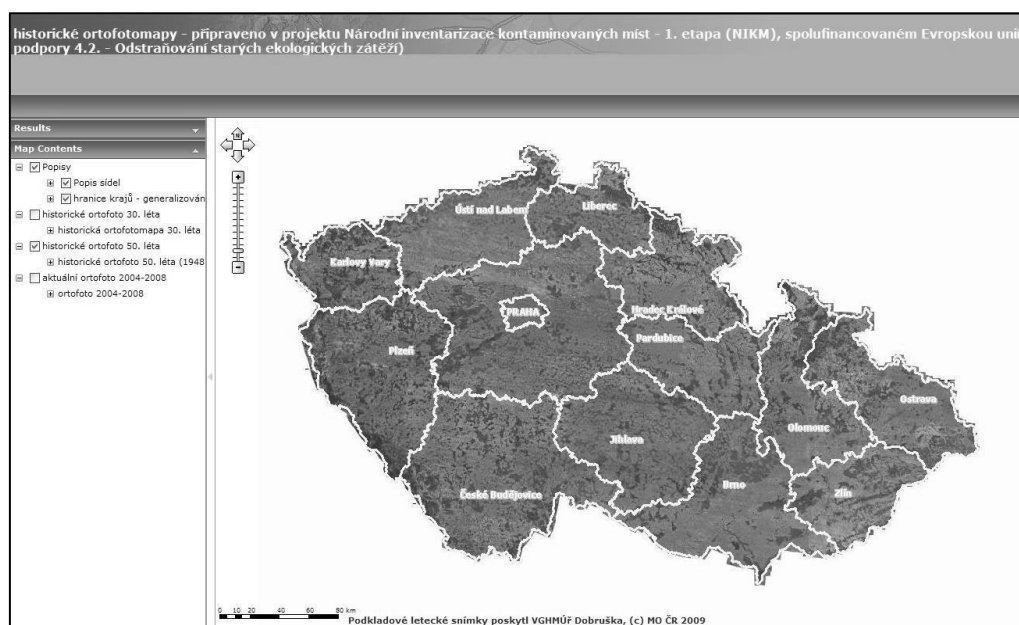 historické ortofotomapy - připraveno v projektu Národní inventarizace kontaminovaných míst - 1. etapa (NIKM), spolufinancovaném Evropskou unií
podpory 4.2. - Odstraňování starých ekologických zátěží)
Results
Map Contents
Popisy
Popis sídel
hranice krajů - generalizován
historické ortofoto 30. léta
historická ortofotomapa 30. léta
historické ortofoto 50. léta
historické ortofoto 50. léta (1948
aktuální ortofoto 2004-2008
ortofoto 2004-2008
N
Ústí nad Labem
Liberec
Karlovy Vary
PRAHA
Hradec Králové
Pardubice
Plzeň
Ostrava
Olomouc
Jihlava
Brno
Zlín
České Budějovice
0 10 20 40 60 80 km
Podkladové letecké snímky poskytl VGHMÚř Dobruška, (c) MO ČR 2009